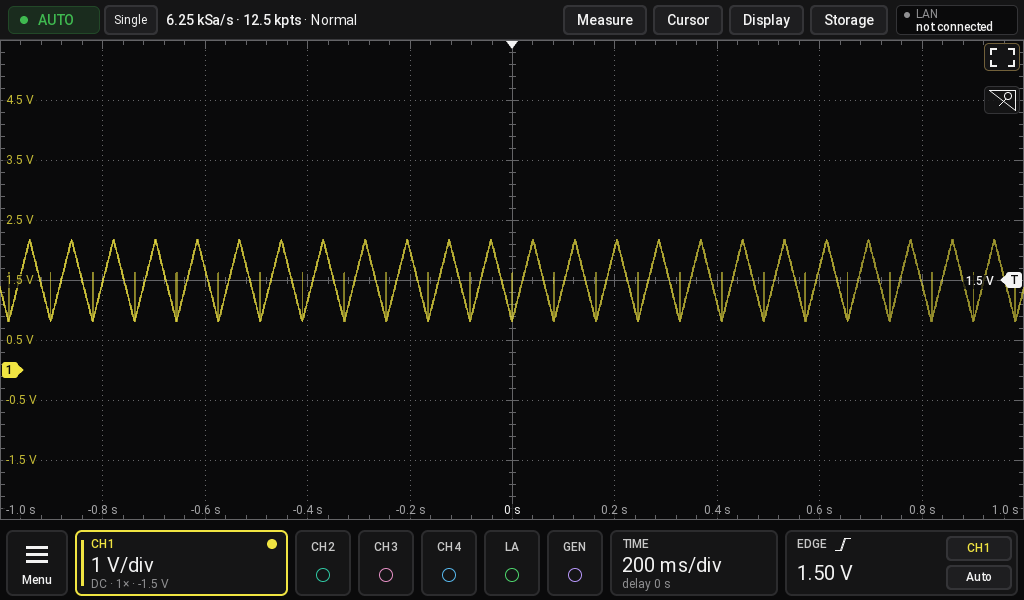 AUTO
Single
6.25 kSa/s · 12.5 kpts · Normal
Measure
Cursor
Display
Storage
LAN
not connected
4.5 V
3.5 V
2.5 V
1.5 V
1.5 V
T
0.5 V
1
-0.5 V
-1.5 V
-1.0 s
-0.8 s
-0.6 s
-0.4 s
-0.2 s
0 s
0.2 s
0.4 s
0.6 s
0.8 s
1.0 s
Menu
CH1
1 V/div
DC · 1× · -1.5 V
CH2
CH3
CH4
LA
GEN
TIME
200 ms/div
delay 0 s
EDGE
1.50 V
CH1
Auto